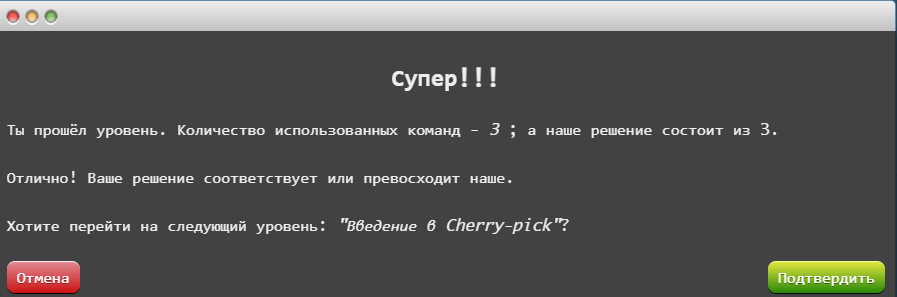 Супер!!!
Ты прошёл уровень. Количество использованных команд - 3 ; а наше решение состоит из 3.
Отлично! Ваше решение соответствует или превосходит наше.
Хотите перейти на следующий уровень: "Введение в Cherry-pick"?
Отмена
Подтвердить